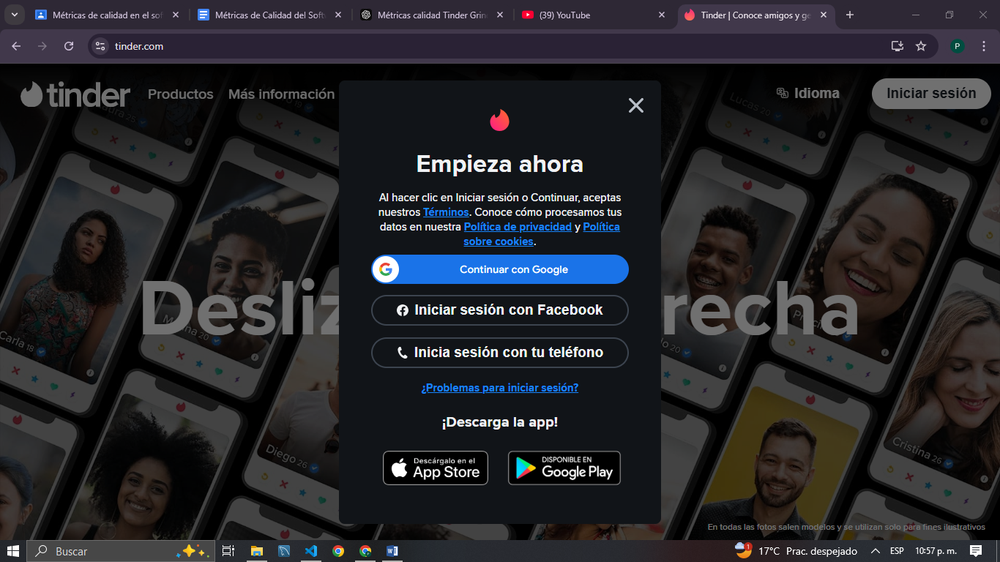 Métricas de calidad en el sof
Métricas de Calidad del Softw
Métricas calidad Tinder Grin
(39) YouTube
Tinder | Conoce amigos y ge
tinder.com
P
tinder
Productos
Más información
Idioma
Iniciar sesión
Empieza ahora
Al hacer clic en Iniciar sesión o Continuar, aceptas
nuestros Términos. Conoce cómo procesamos tus
datos en nuestra Política de privacidad y Política
sobre cookies.
Continuar con Google
Iniciar sesión con Facebook
Inicia sesión con tu teléfono
¿Problemas para iniciar sesión?
¡Descarga la app!
Descárgalo en el
App Store
DISPONIBLE EN
Google Play
Desliz
recha
Lucas 20
Carla 18
20
Diego 26
Cristina 26
En todas las fotos salen modelos y se utilizan solo para fines ilustrativos
Buscar
1
17°C Prac. despejado
ESP
10:57 p. m.